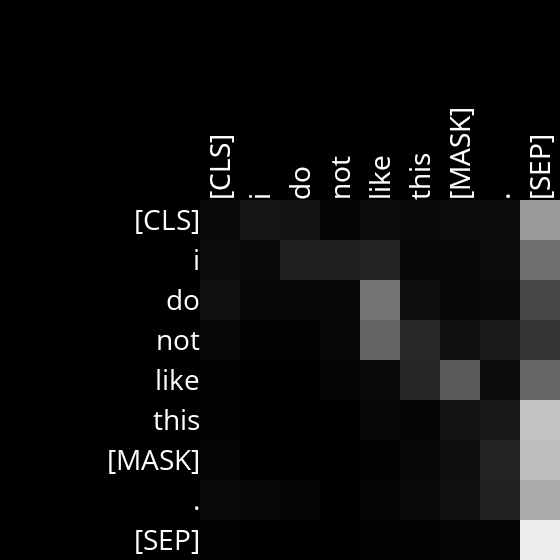 [CLS] i do not like this [MASK] . [SEP]
[CLS]
i
do
not
like
this
[MASK]
.
[SEP]